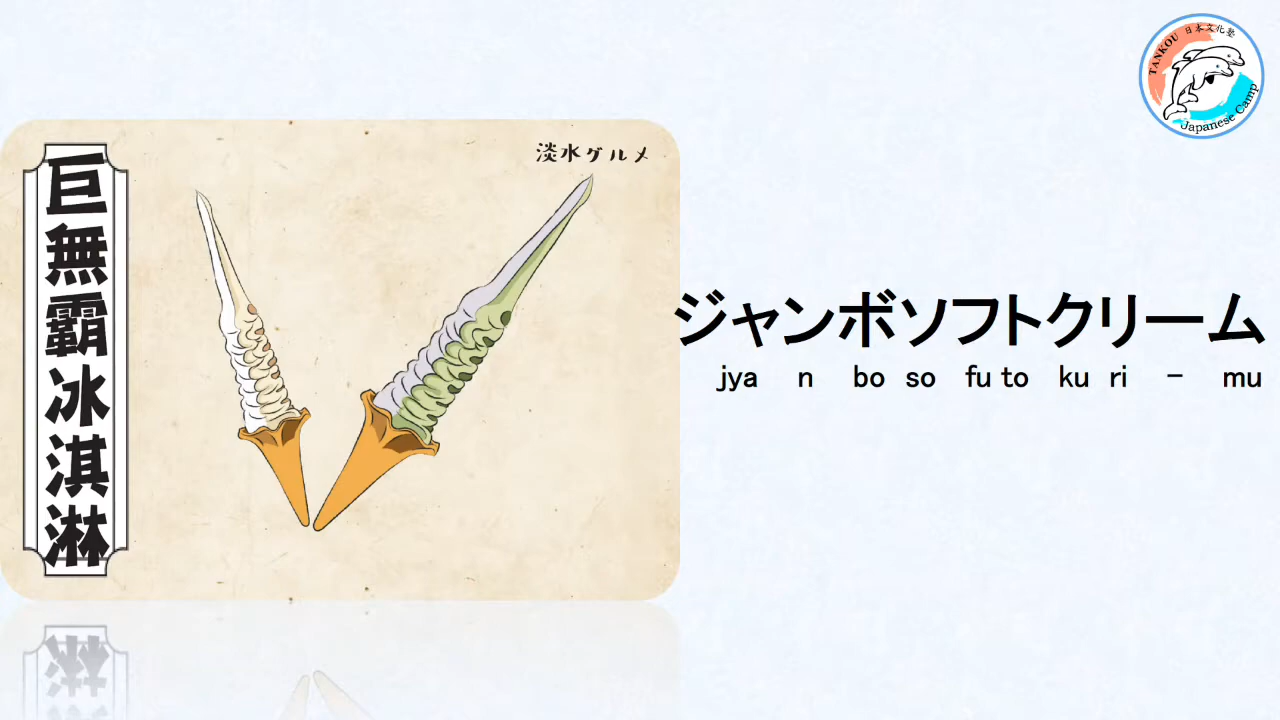 巨無霸冰淇淋
淡水グルメ
ジャンボソフトクリーム
jya n bo so fu to ku ri － mu
TANKOU 日本文化塾
Japanese Camp